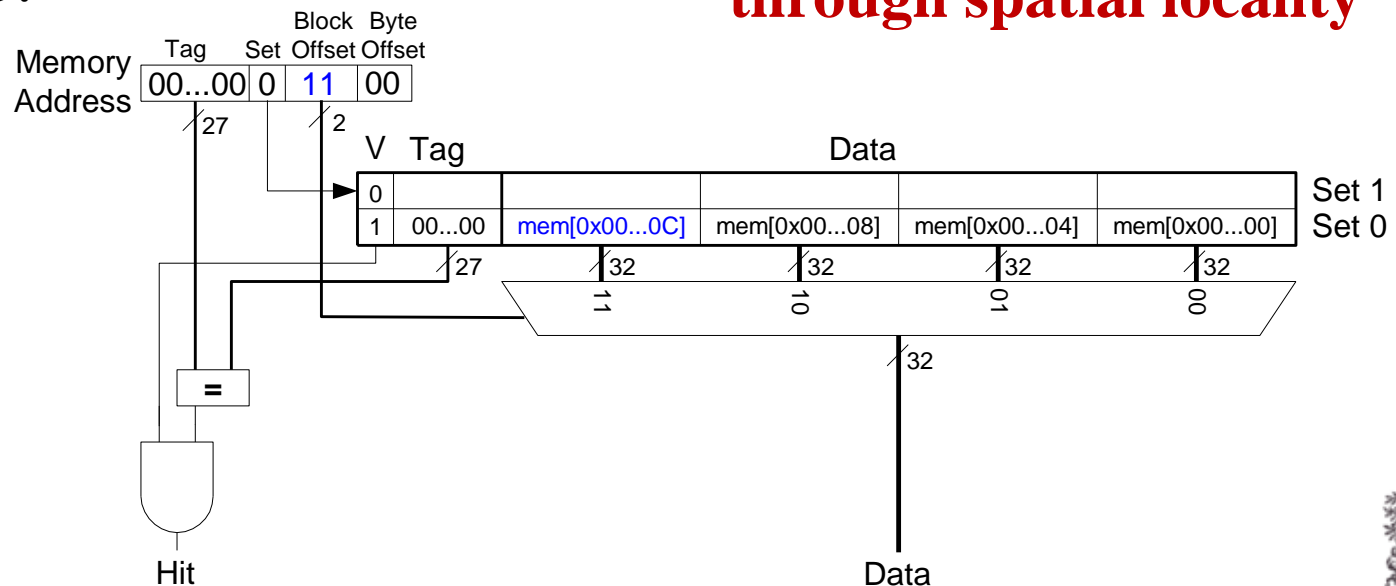 through spatial locality
Block Byte
Tag Set Offset Offset
Memory Address 00...00 0 11 00
27 2
V Tag Data
0 Set 1
1 00...00 mem[0x00...0C] mem[0x00...08] mem[0x00...04] mem[0x00...00] Set 0
27 32 32 32 32
11 10 01 00
32
=
Hit Data